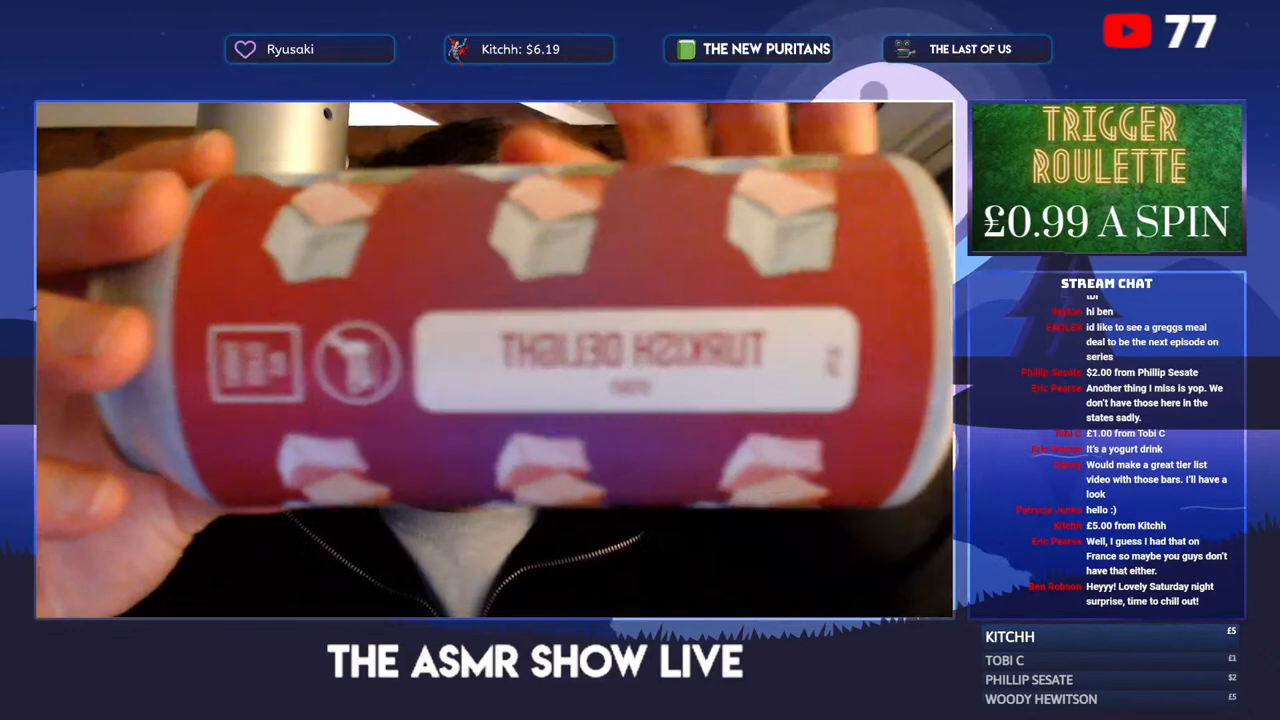 Ryusaki
Kitchh: $6.19
THE NEW PURITANS
THE LAST OF US
77
TRIGGER
ROULETTE
£0.99 A SPIN
TURKISH DELIGHT
STREAM CHAT
hi ben
EAGLES id like to see a greggs meal
deal to be the next episode on
series
Phillip Sesate $2.00 from Phillip Sesate
Eric Pearse Another thing I miss is yop. We
don't have those here in the
states sadly.
Tobi C £1.00 from Tobi C
Eric Pearse It's a yogurt drink
Would make a great tier list
video with those bars. I'll have a
look
Patrycja Junka hello :)
Kitchh £5.00 from Kitchh
Eric Pearse Well, I guess I had that on
France so maybe you guys don't
have that either.
Ben Robson Heyyy! Lovely Saturday night
surprise, time to chill out!
KITCHH £5
TOBI C £1
PHILLIP SESATE $2
WOODY HEWITSON £5
THE ASMR SHOW LIVE